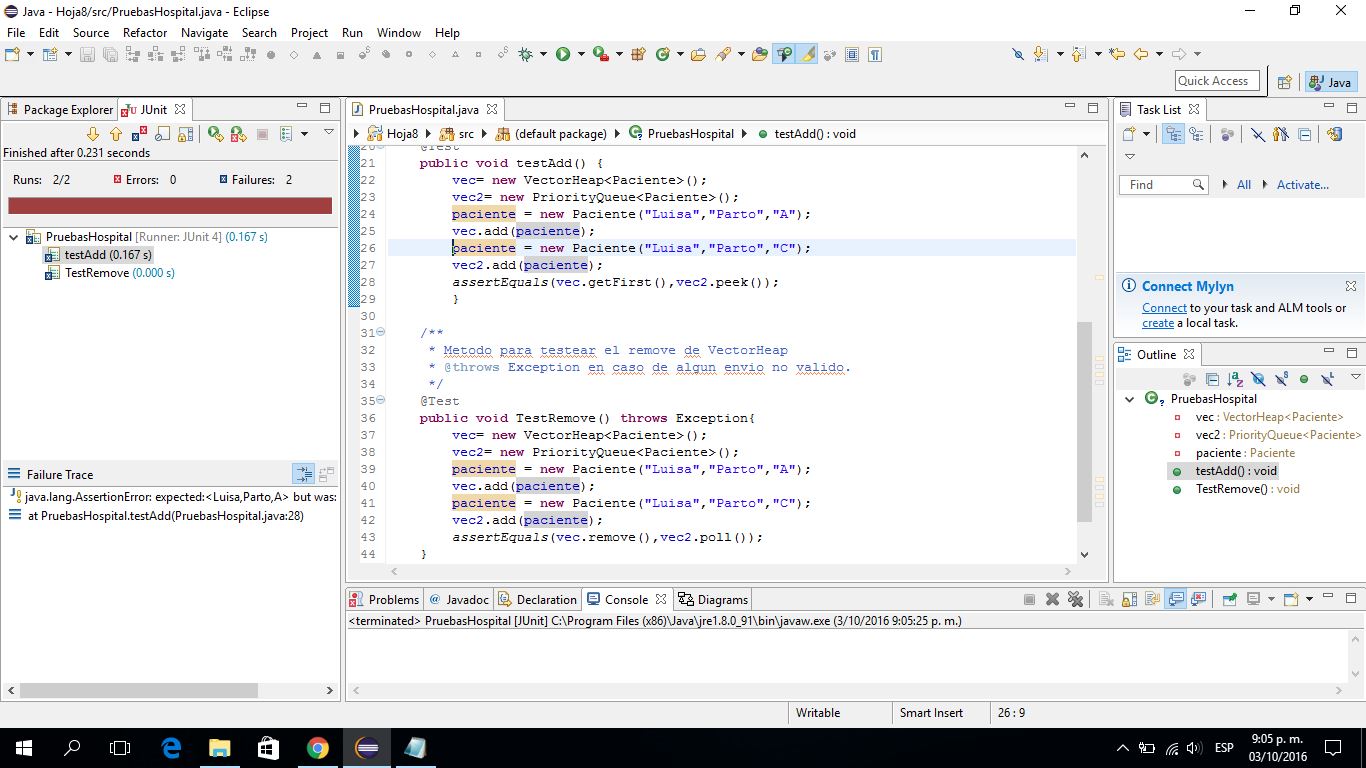 Java - Hoja8/src/PruebasHospital.java - Eclipse
File Edit Source Refactor Navigate Search Project Run Window Help
Quick Access
Java
Package Explorer JUnit
Finished after 0.231 seconds
Runs: 2/2 Errors: 0 Failures: 2
PruebasHospital [Runner: JUnit 4] (0.167 s)
testAdd (0.167 s)
TestRemove (0.000 s)
Failure Trace
java.lang.AssertionError: expected:<Luisa,Parto,A> but was:
at PruebasHospital.testAdd(PruebasHospital.java:28)
PruebasHospital.java
Hoja8 src (default package) PruebasHospital testAdd() : void
20 @Test
21 public void testAdd() {
22 vec= new VectorHeap<Paciente>();
23 vec2= new PriorityQueue<Paciente>();
24 paciente = new Paciente("Luisa","Parto","A");
25 vec.add(paciente);
26 paciente = new Paciente("Luisa","Parto","C");
27 vec2.add(paciente);
28 assertEquals(vec.getFirst(),vec2.peek());
29 }
30
31 /**
32 * Metodo para testear el remove de VectorHeap
33 * @throws Exception en caso de algun envio no valido.
34 */
35 @Test
36 public void TestRemove() throws Exception{
37 vec= new VectorHeap<Paciente>();
38 vec2= new PriorityQueue<Paciente>();
39 paciente = new Paciente("Luisa","Parto","A");
40 vec.add(paciente);
41 paciente = new Paciente("Luisa","Parto","C");
42 vec2.add(paciente);
43 assertEquals(vec.remove(),vec2.poll());
44 }
Task List
Find All Activate...
Connect Mylyn
Connect to your task and ALM tools or
create a local task.
Outline
PruebasHospital
vec : VectorHeap<Paciente>
vec2 : PriorityQueue<Paciente>
paciente : Paciente
testAdd() : void
TestRemove() : void
Problems @ Javadoc Declaration Console Diagrams
<terminated> PruebasHospital [JUnit] C:\Program Files (x86)\Java\jre1.8.0_91\bin\javaw.exe (3/10/2016 9:05:25 p. m.)
Writable Smart Insert 26 : 9
ESP
9:05 p. m.
03/10/2016